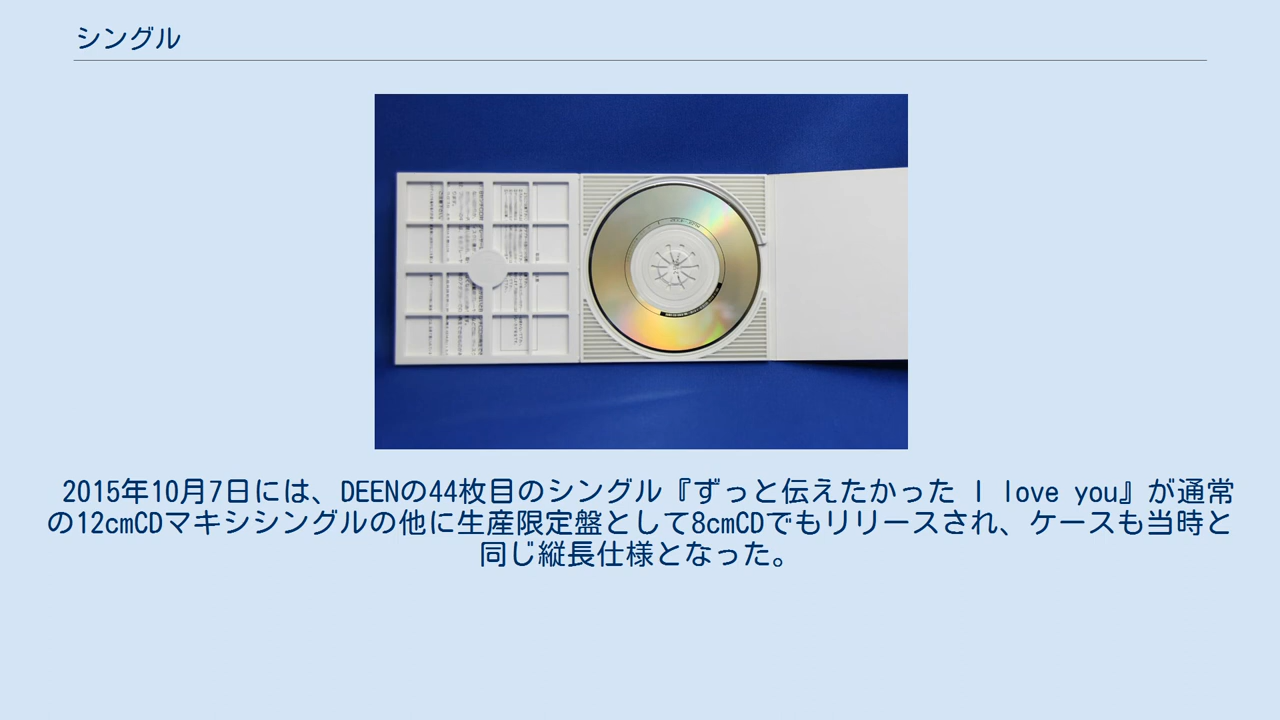 シングル
2015年10月7日には、DEENの44枚目のシングル『ずっと伝えたかった I love you』が通常
の12cmCDマキシシングルの他に生産限定盤として8cmCDでもリリースされ、ケースも当時と
同じ縦長仕様となった。